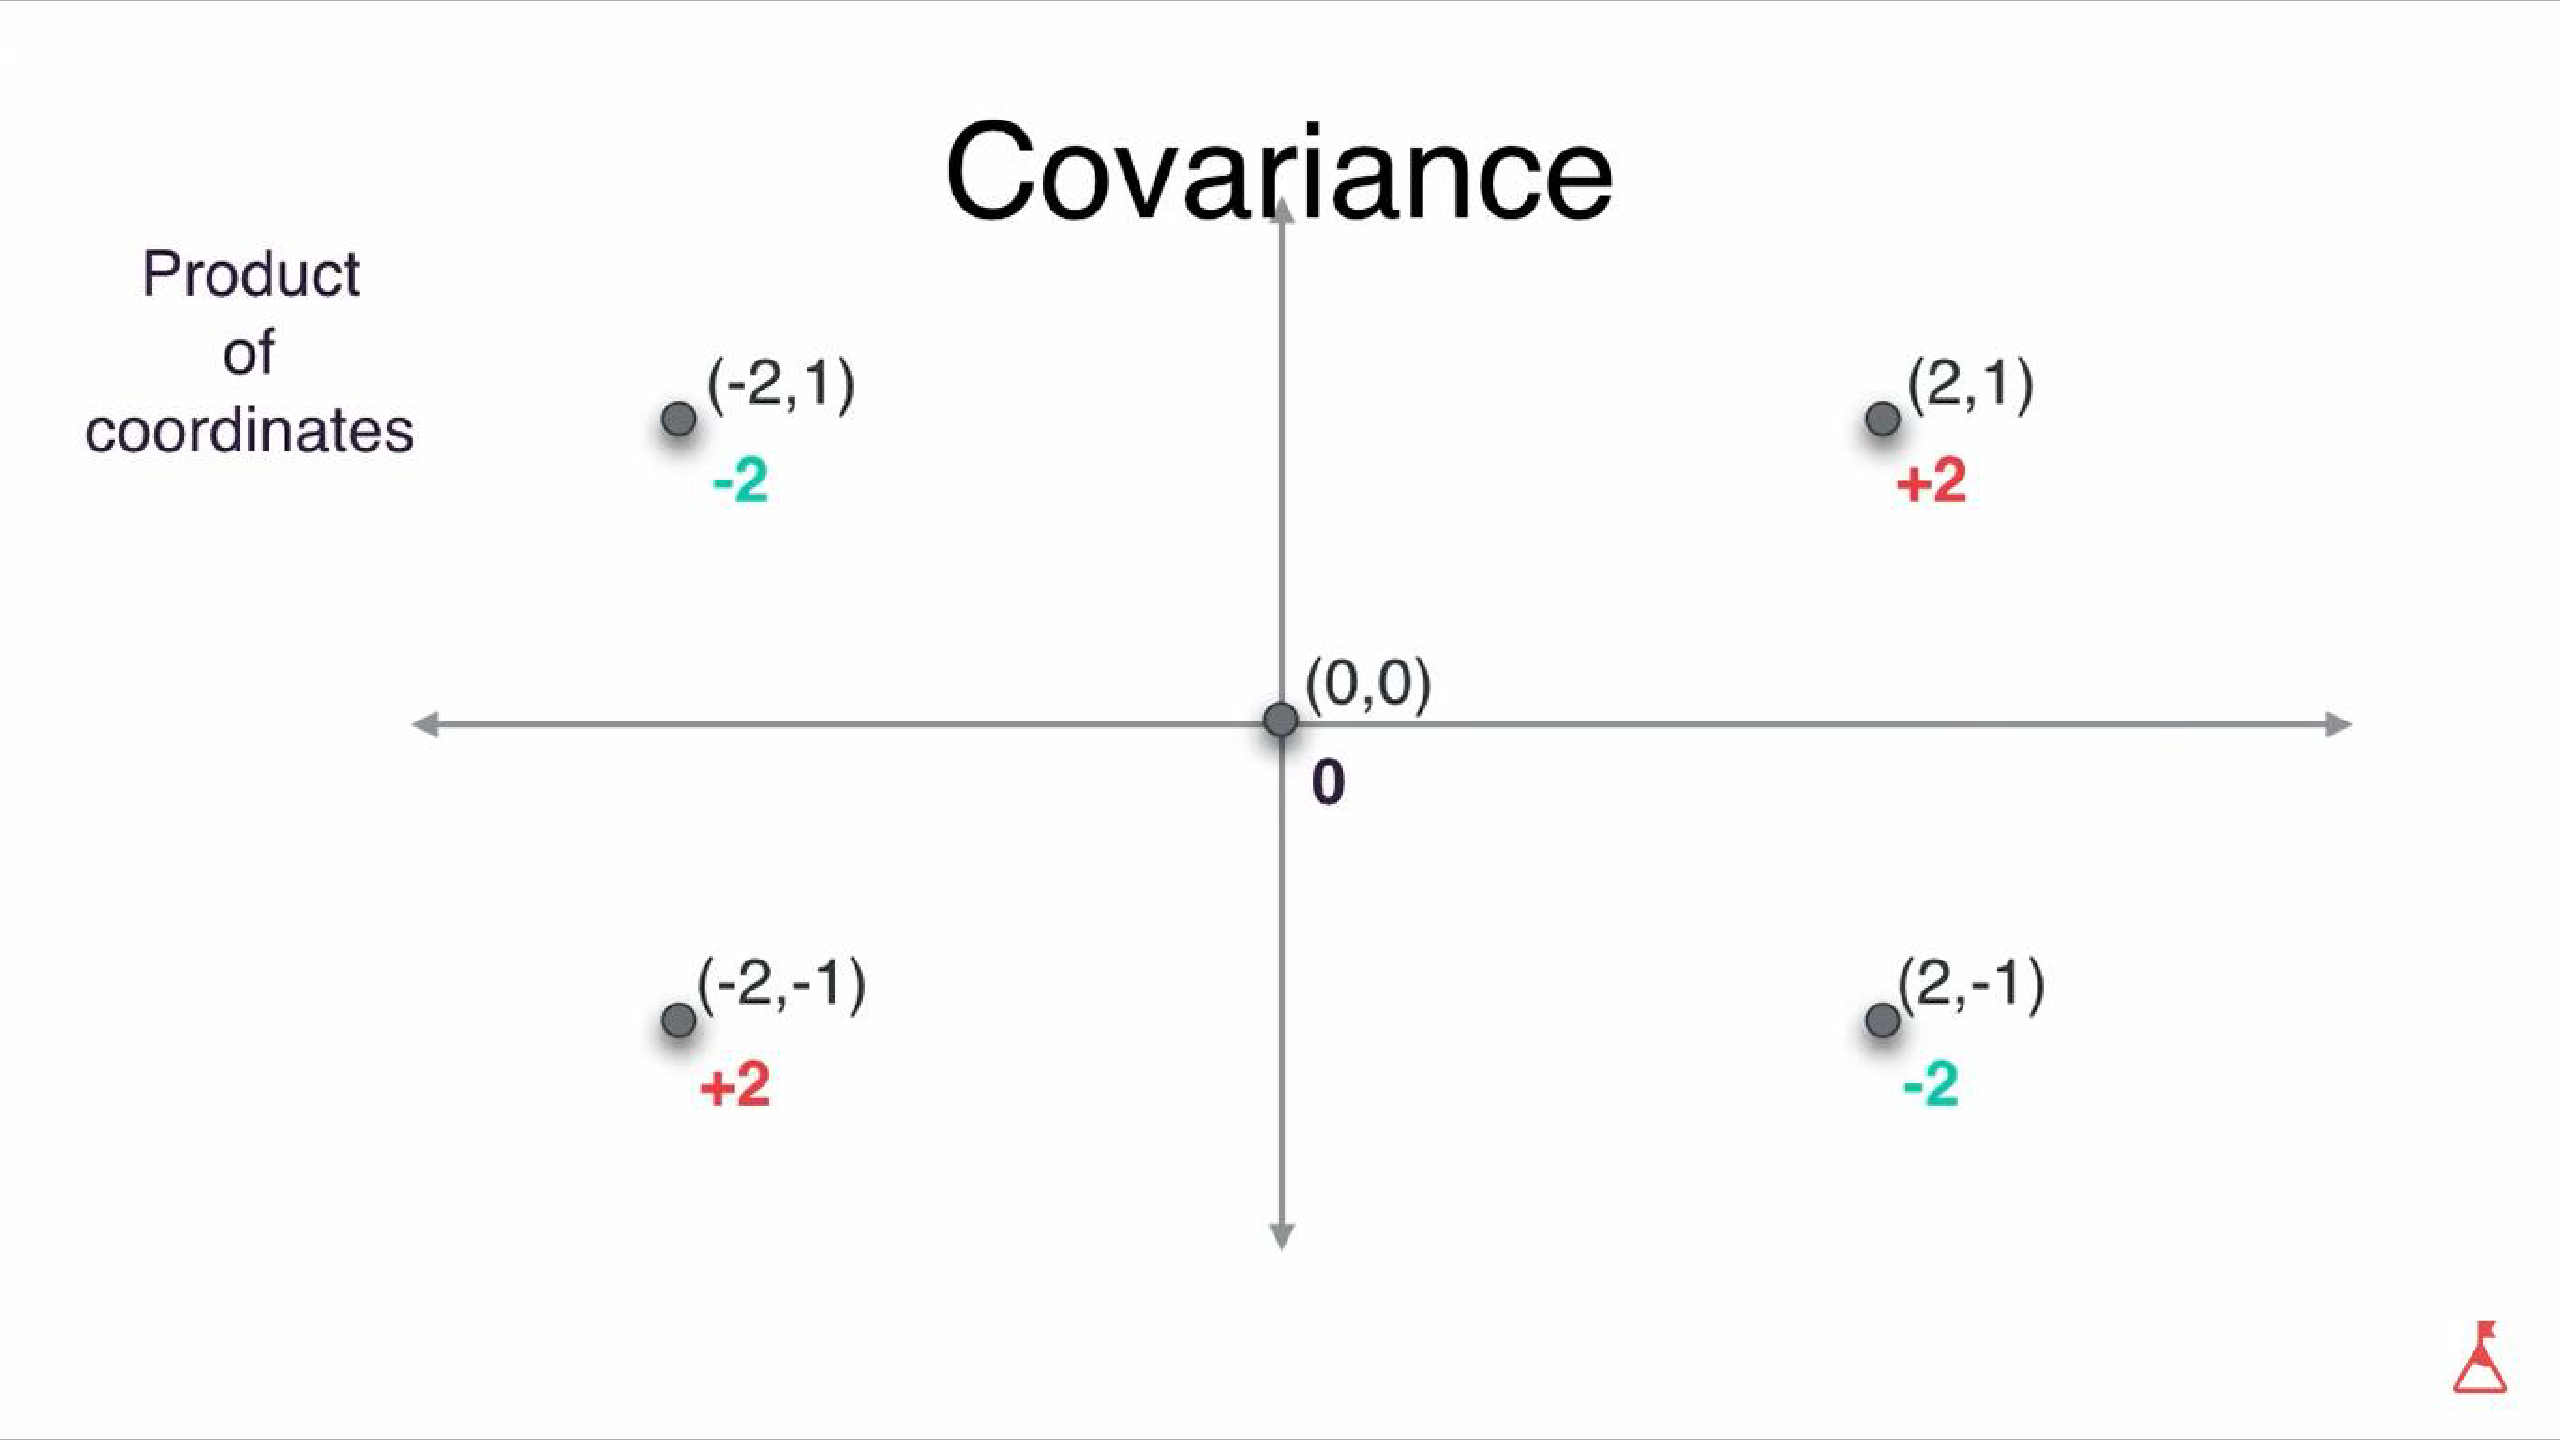 Covariance
Product
of
coordinates
(-2,1)
-2
(2,1)
+2
(0,0)
0
(-2,-1)
+2
(2,-1)
-2